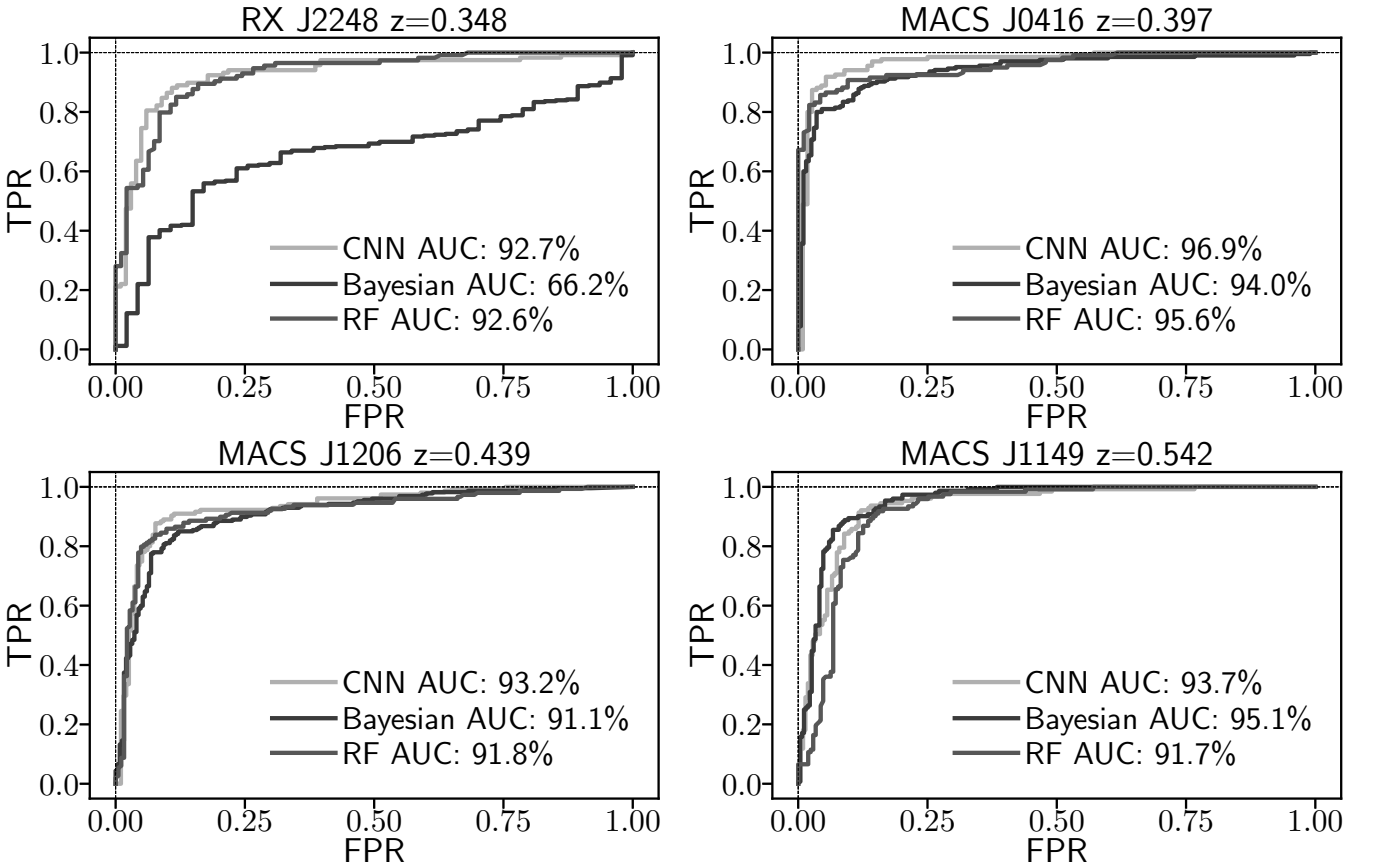 RX J2248 z=0.348
TPR
1.0
0.8
0.6
0.4
0.2
0.0
CNN AUC: 92.7%
Bayesian AUC: 66.2%
RF AUC: 92.6%
0.00 0.25 0.50 0.75 1.00
FPR
MACS J0416 z=0.397
TPR
1.0
0.8
0.6
0.4
0.2
0.0
CNN AUC: 96.9%
Bayesian AUC: 94.0%
RF AUC: 95.6%
0.00 0.25 0.50 0.75 1.00
FPR
MACS J1206 z=0.439
TPR
1.0
0.8
0.6
0.4
0.2
0.0
CNN AUC: 93.2%
Bayesian AUC: 91.1%
RF AUC: 91.8%
0.00 0.25 0.50 0.75 1.00
FPR
MACS J1149 z=0.542
TPR
1.0
0.8
0.6
0.4
0.2
0.0
CNN AUC: 93.7%
Bayesian AUC: 95.1%
RF AUC: 91.7%
0.00 0.25 0.50 0.75 1.00
FPR